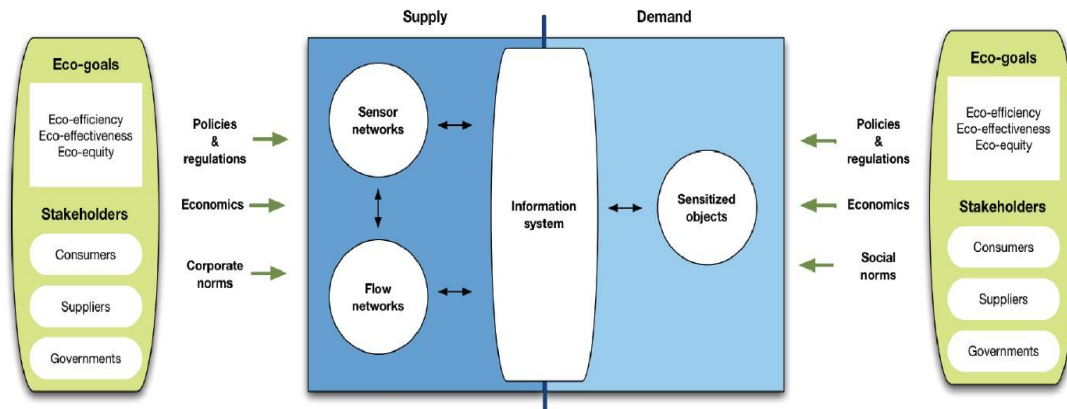 Supply
Demand
Eco-goals
Eco-efficiency
Eco-effectiveness
Eco-equity
Stakeholders
Consumers
Suppliers
Governments
Policies
&
regulations
Economics
Corporate
norms
Sensor
networks
Flow
networks
Information
system
Sensitized
objects
Policies
&
regulations
Economics
Social
norms
Eco-goals
Eco-efficiency
Eco-effectiveness
Eco-equity
Stakeholders
Consumers
Suppliers
Governments